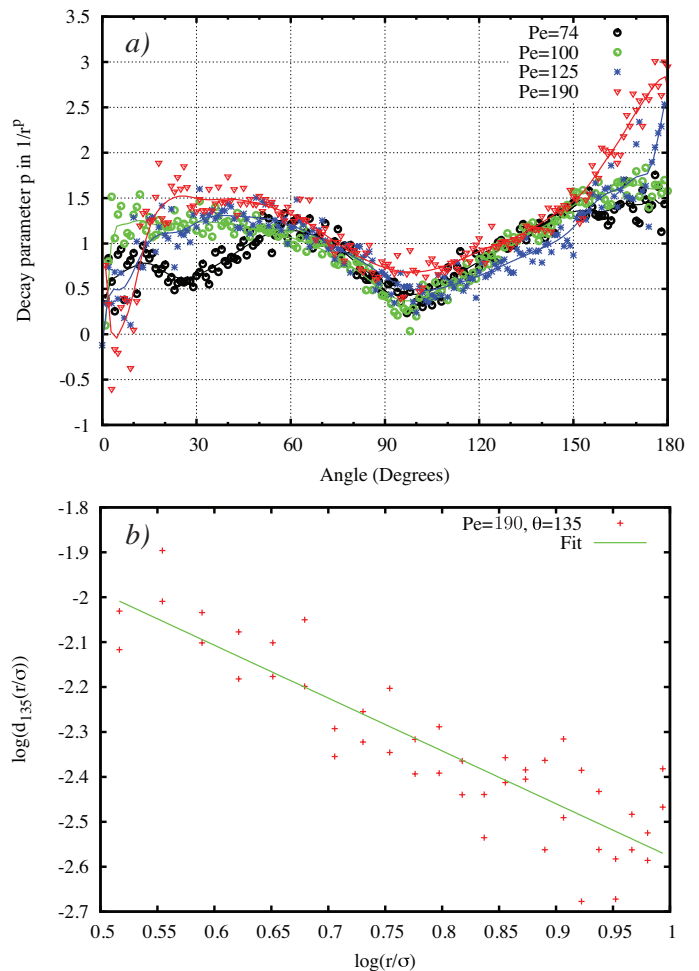 a)
Pe=74
Pe=100
Pe=125
Pe=190
3.5
3
2.5
2
1.5
1
0.5
0
-0.5
-1
Decay parameter p in 1/r^p
0 30 60 90 120 150 180
Angle (Degrees)
b)
Pe=190, θ=135
Fit
-1.8
-1.9
-2
-2.1
-2.2
-2.3
-2.4
-2.5
-2.6
-2.7
log(d₁₃₅(r/σ))
0.5 0.55 0.6 0.65 0.7 0.75 0.8 0.85 0.9 0.95 1
log(r/σ)